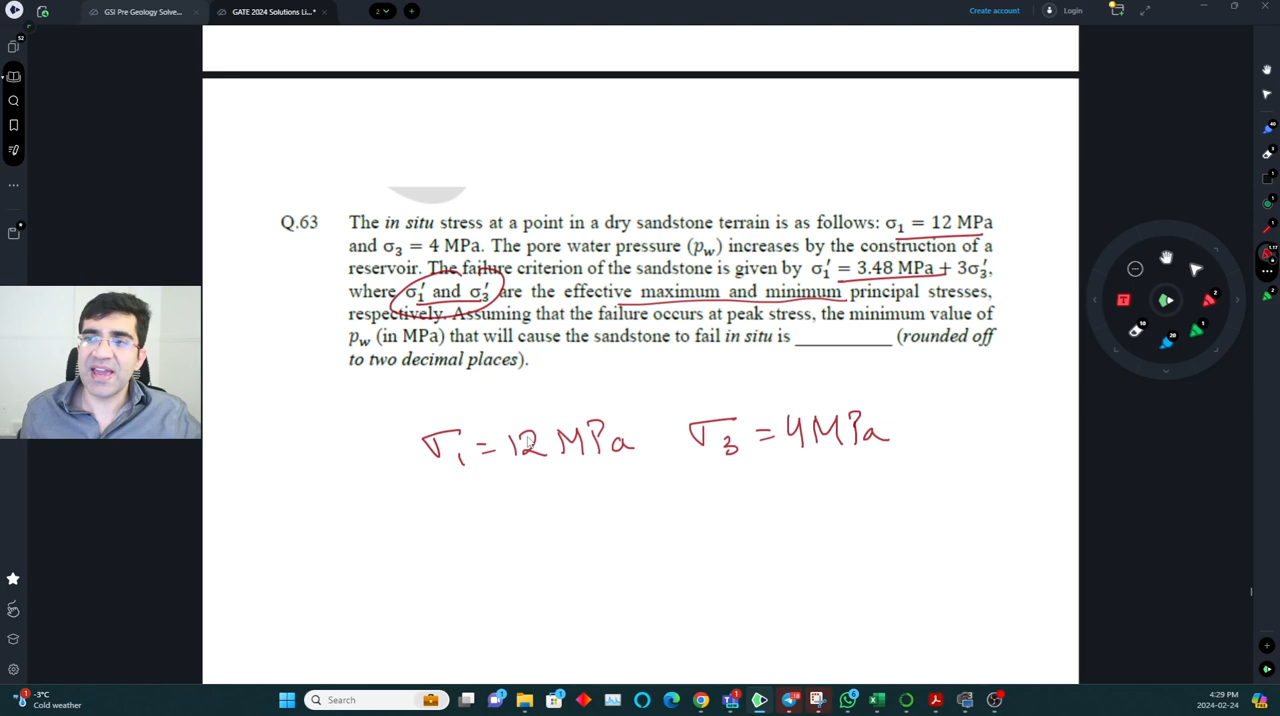 GSI Pre Geology Solve...
GATE 2024 Solutions Li...*
2
Create account
Login
52
Q.63 The in situ stress at a point in a dry sandstone terrain is as follows: σ₁ = 12 MPa
and σ₃ = 4 MPa. The pore water pressure (p_w) increases by the construction of a
reservoir. The failure criterion of the sandstone is given by σ₁′ = 3.48 MPa + 3σ₃′,
where σ₁′ and σ₃′ are the effective maximum and minimum principal stresses,
respectively. Assuming that the failure occurs at peak stress, the minimum value of
p_w (in MPa) that will cause the sandstone to fail in situ is __________ (rounded off
to two decimal places).
σ₁ = 12 MPa σ₃ = 4 MPa
-3°C
Cold weather
Search
4:29 PM
2024-02-24